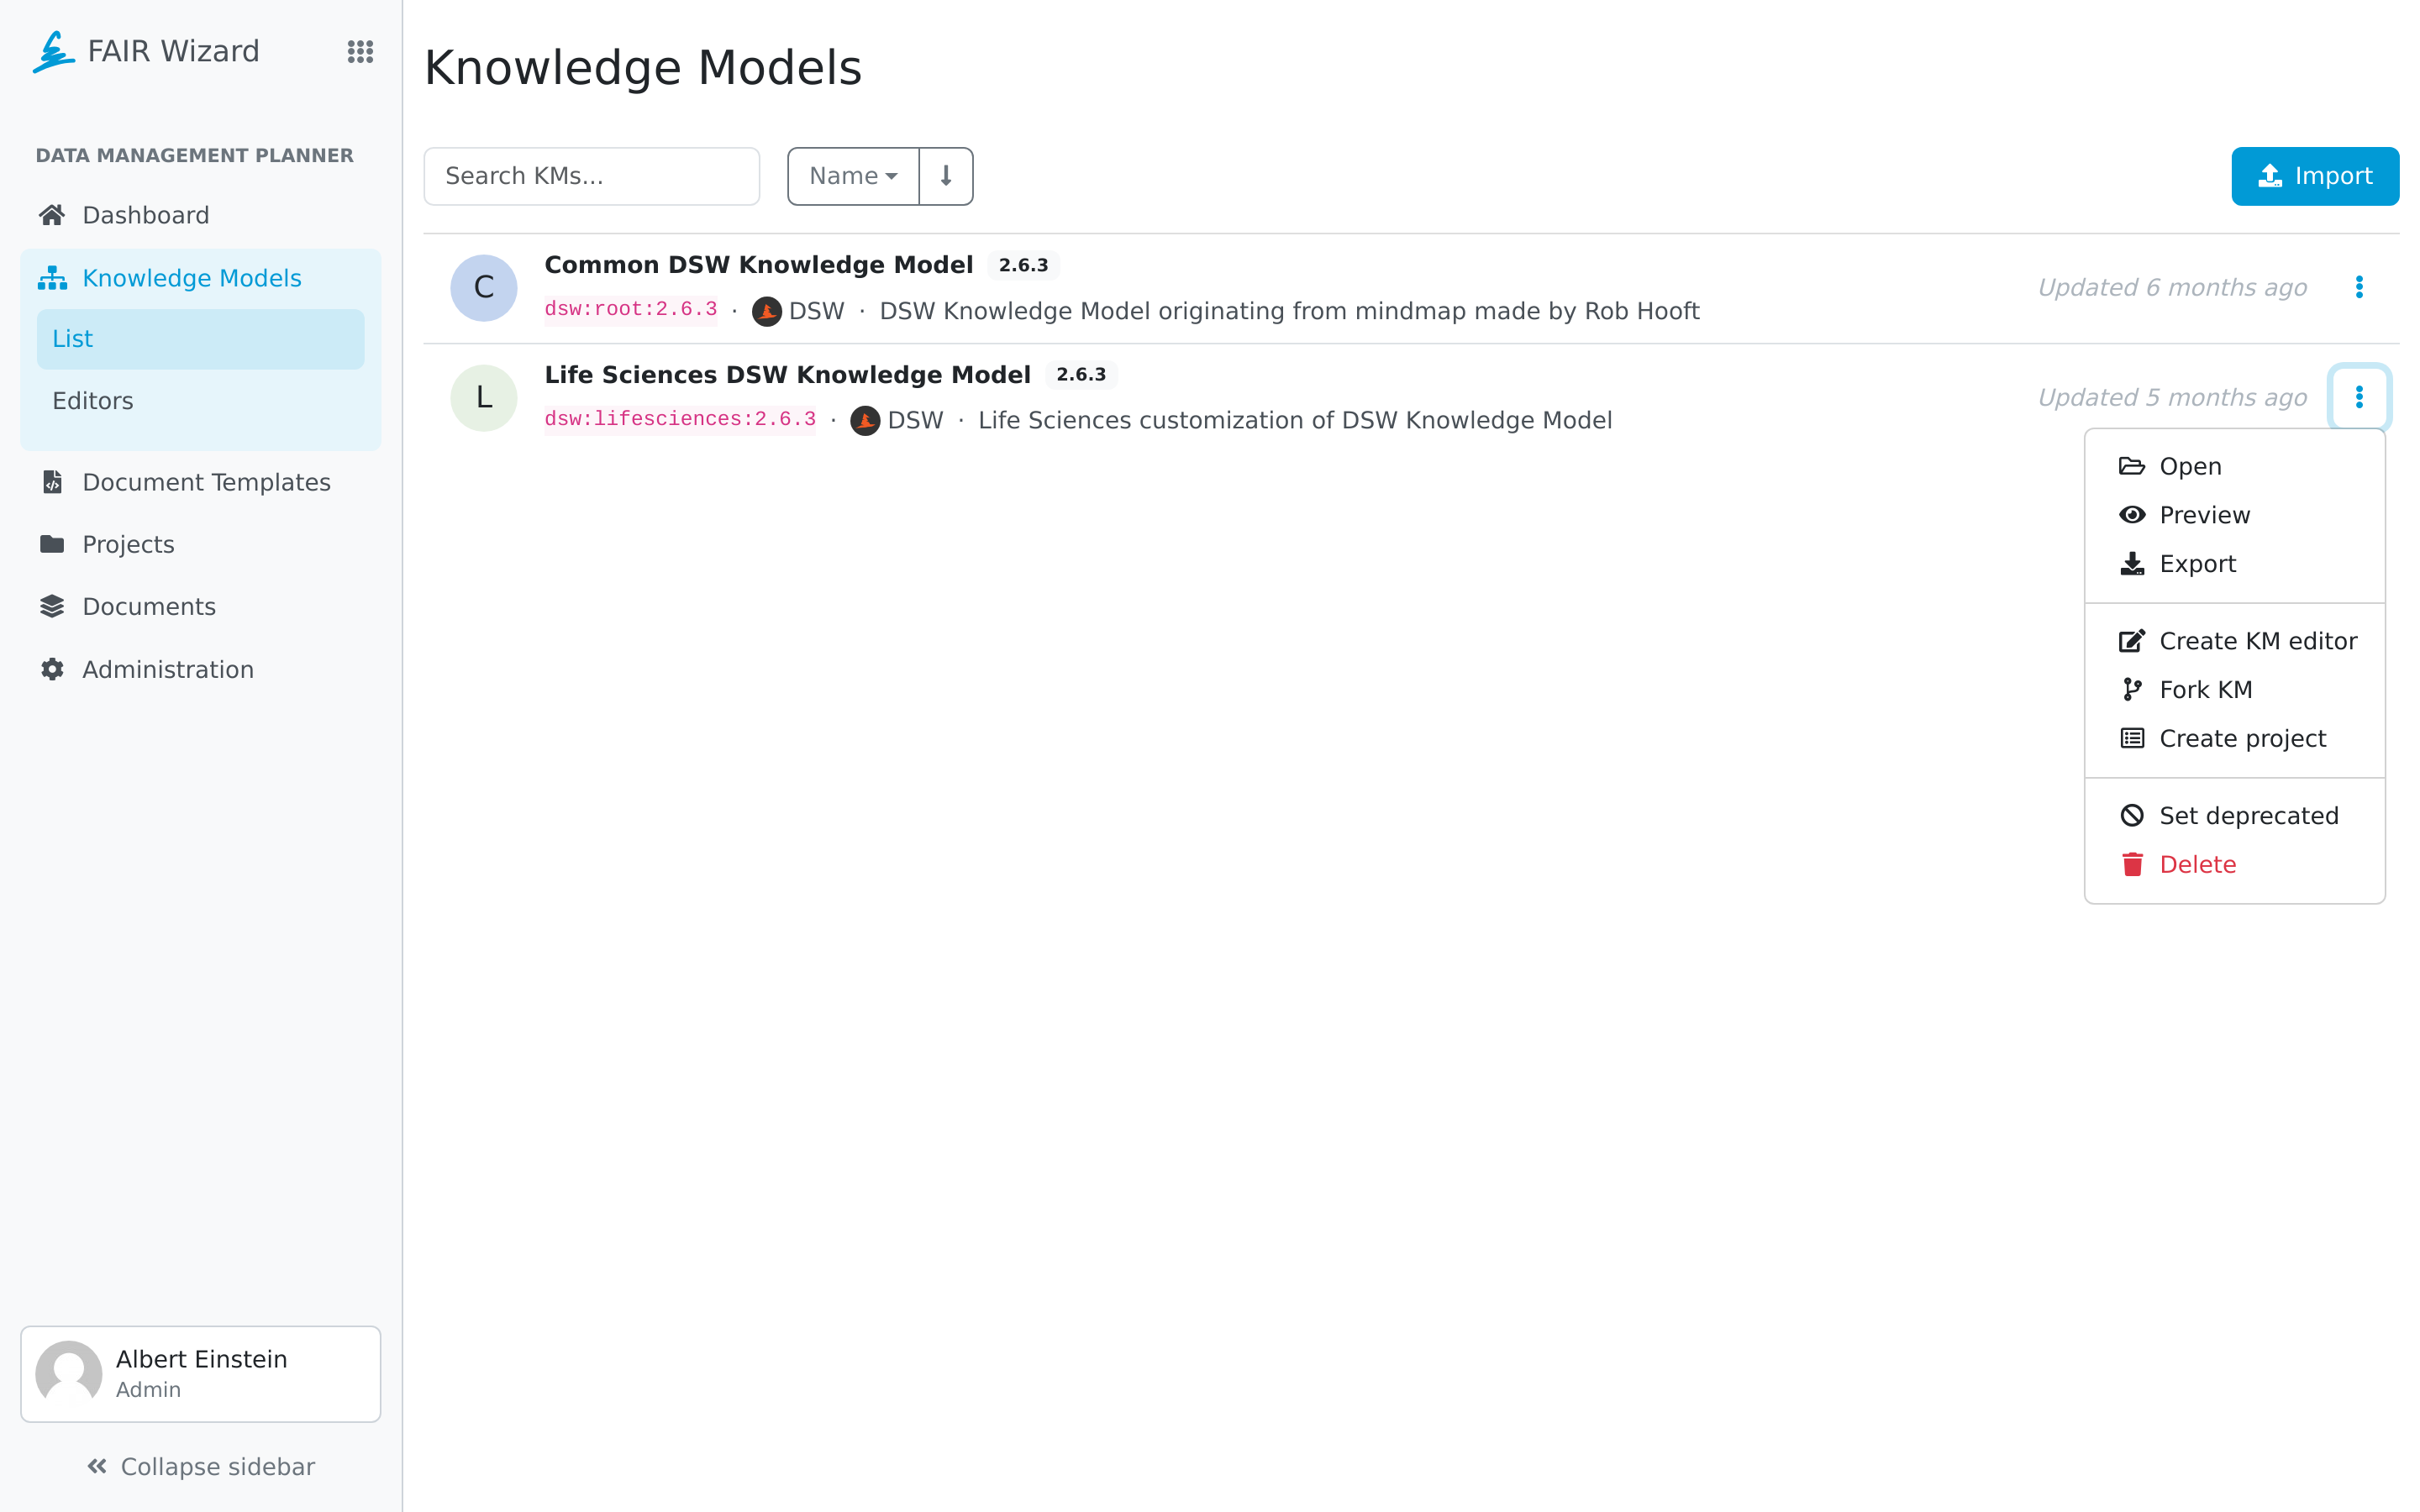 FAIR Wizard
DATA MANAGEMENT PLANNER
Dashboard
Knowledge Models
List
Editors
Document Templates
Projects
Documents
Administration
Albert Einstein
Admin
Collapse sidebar
Knowledge Models
Search KMs...
Name
Import
C
Common DSW Knowledge Model 2.6.3
dsw:root:2.6.3 · DSW · DSW Knowledge Model originating from mindmap made by Rob Hooft
Updated 6 months ago
L
Life Sciences DSW Knowledge Model 2.6.3
dsw:lifesciences:2.6.3 · DSW · Life Sciences customization of DSW Knowledge Model
Updated 5 months ago
Open
Preview
Export
Create KM editor
Fork KM
Create project
Set deprecated
Delete